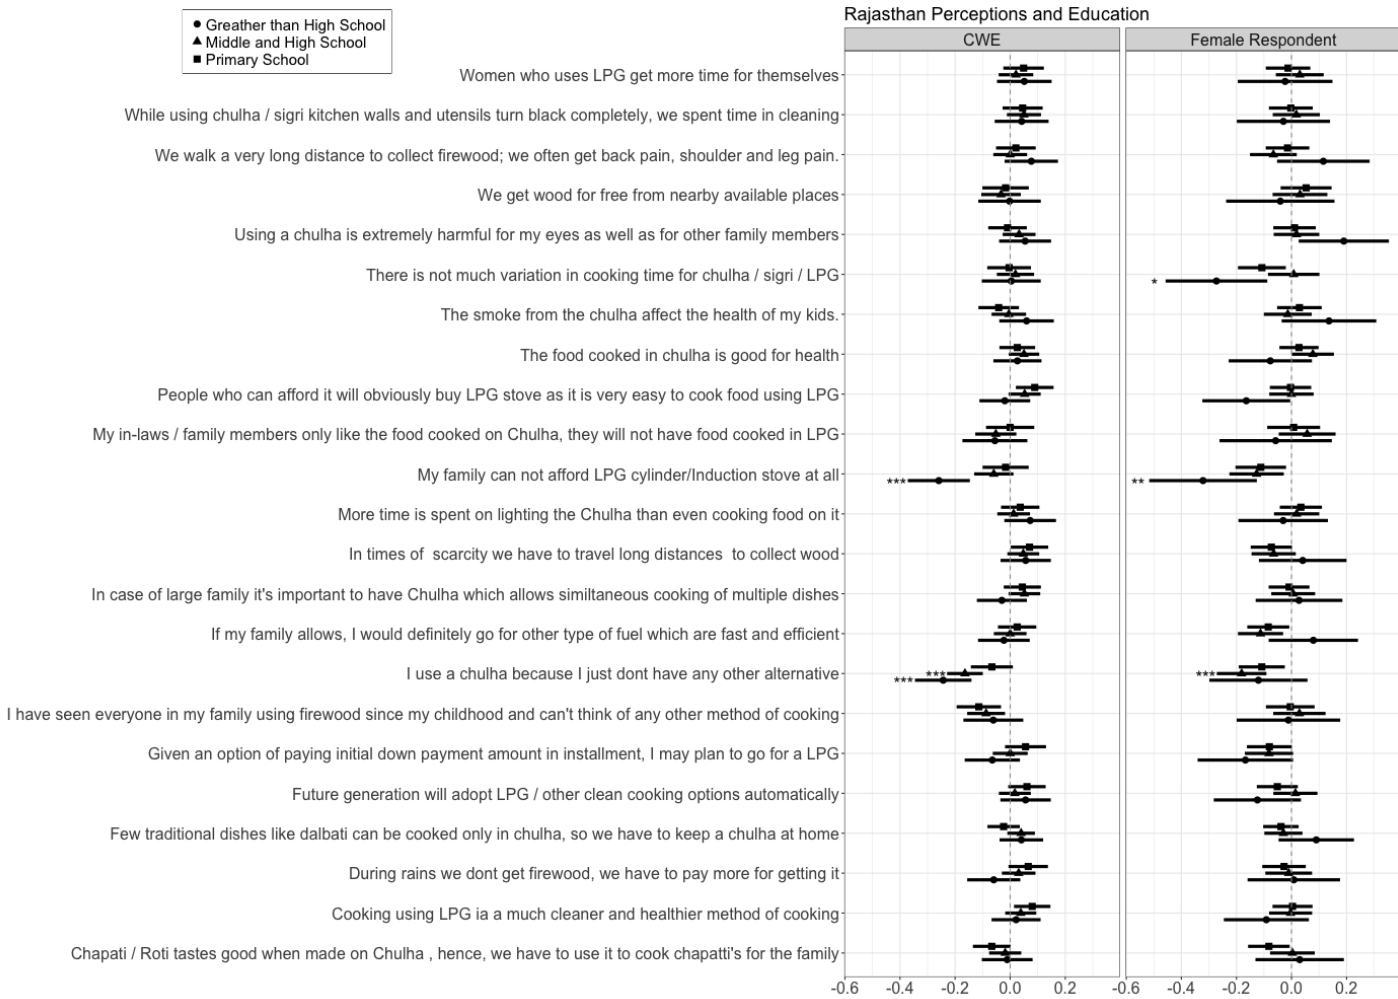 Rajasthan Perceptions and Education
Greather than High School
Middle and High School
Primary School
CWE
Female Respondent
Women who uses LPG get more time for themselves
While using chulha / sigri kitchen walls and utensils turn black completely, we spent time in cleaning
We walk a very long distance to collect firewood; we often get back pain, shoulder and leg pain.
We get wood for free from nearby available places
Using a chulha is extremely harmful for my eyes as well as for other family members
There is not much variation in cooking time for chulha / sigri / LPG
*
The smoke from the chulha affect the health of my kids.
The food cooked in chulha is good for health
People who can afford it will obviously buy LPG stove as it is very easy to cook food using LPG
My in-laws / family members only like the food cooked on Chulha, they will not have food cooked in LPG
My family can not afford LPG cylinder/Induction stove at all
*** **
More time is spent on lighting the Chulha than even cooking food on it
In times of  scarcity we have to travel long distances  to collect wood
In case of large family it's important to have Chulha which allows similtaneous cooking of multiple dishes
If my family allows, I would definitely go for other type of fuel which are fast and efficient
I use a chulha because I just dont have any other alternative
*** ***
***
I have seen everyone in my family using firewood since my childhood and can't think of any other method of cooking
Given an option of paying initial down payment amount in installment, I may plan to go for a LPG
Future generation will adopt LPG / other clean cooking options automatically
Few traditional dishes like dalbati can be cooked only in chulha, so we have to keep a chulha at home
During rains we dont get firewood, we have to pay more for getting it
Cooking using LPG ia a much cleaner and healthier method of cooking
Chapati / Roti tastes good when made on Chulha , hence, we have to use it to cook chapatti's for the family
-0.6 -0.4 -0.2 0.0 0.2 -0.6 -0.4 -0.2 0.0 0.2